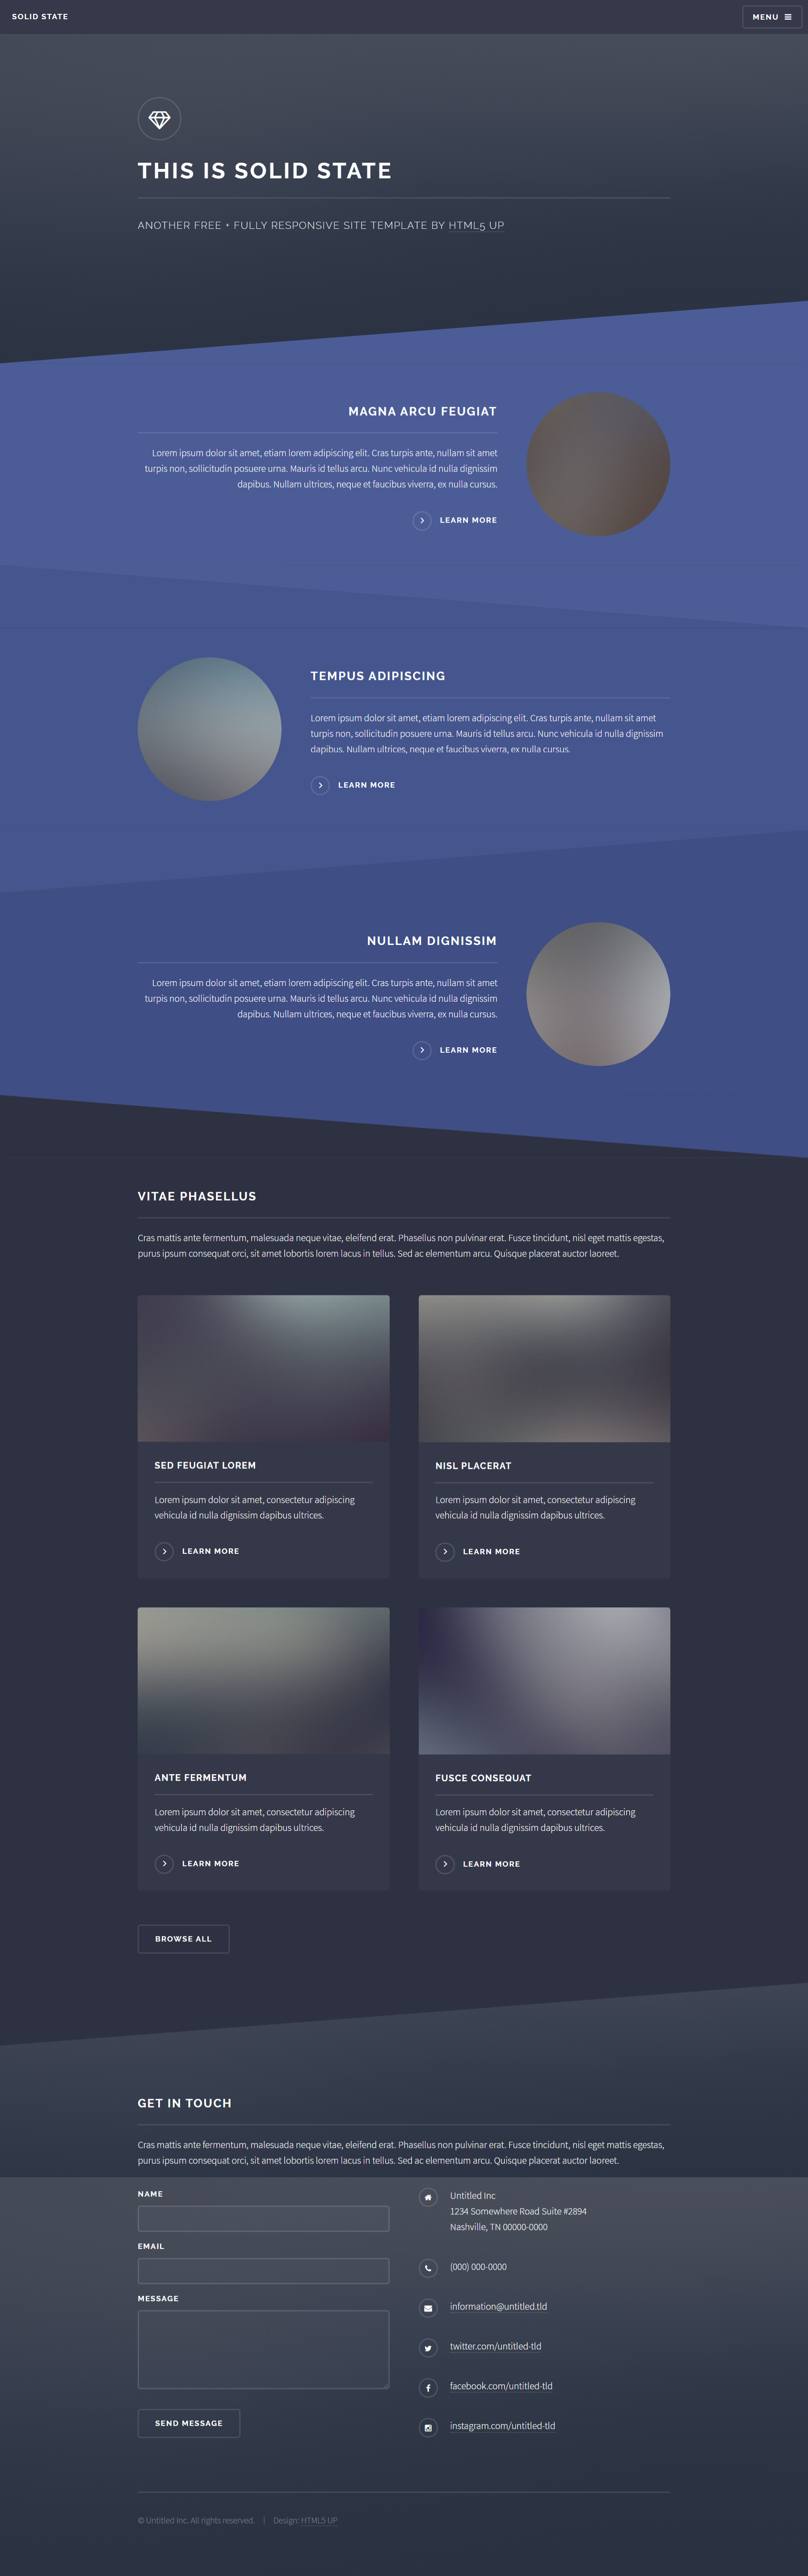 SOLID STATE
MENU
THIS IS SOLID STATE
ANOTHER FREE + FULLY RESPONSIVE SITE TEMPLATE BY HTML5 UP
MAGNA ARCU FEUGIAT
Lorem ipsum dolor sit amet, etiam lorem adipiscing elit. Cras turpis ante, nullam sit amet
turpis non, sollicitudin posuere urna. Mauris id tellus arcu. Nunc vehicula id nulla dignissim
dapibus. Nullam ultrices, neque et faucibus viverra, ex nulla cursus.
LEARN MORE
TEMPUS ADIPISCING
Lorem ipsum dolor sit amet, etiam lorem adipiscing elit. Cras turpis ante, nullam sit amet
turpis non, sollicitudin posuere urna. Mauris id tellus arcu. Nunc vehicula id nulla dignissim
dapibus. Nullam ultrices, neque et faucibus viverra, ex nulla cursus.
LEARN MORE
NULLAM DIGNISSIM
Lorem ipsum dolor sit amet, etiam lorem adipiscing elit. Cras turpis ante, nullam sit amet
turpis non, sollicitudin posuere urna. Mauris id tellus arcu. Nunc vehicula id nulla dignissim
dapibus. Nullam ultrices, neque et faucibus viverra, ex nulla cursus.
LEARN MORE
VITAE PHASELLUS
Cras mattis ante fermentum, malesuada neque vitae, eleifend erat. Phasellus non pulvinar erat. Fusce tincidunt, nisl eget mattis egestas,
purus ipsum consequat orci, sit amet lobortis lorem lacus in tellus. Sed ac elementum arcu. Quisque placerat auctor laoreet.
SED FEUGIAT LOREM
Lorem ipsum dolor sit amet, consectetur adipiscing
vehicula id nulla dignissim dapibus ultrices.
LEARN MORE
NISL PLACERAT
Lorem ipsum dolor sit amet, consectetur adipiscing
vehicula id nulla dignissim dapibus ultrices.
LEARN MORE
ANTE FERMENTUM
Lorem ipsum dolor sit amet, consectetur adipiscing
vehicula id nulla dignissim dapibus ultrices.
LEARN MORE
FUSCE CONSEQUAT
Lorem ipsum dolor sit amet, consectetur adipiscing
vehicula id nulla dignissim dapibus ultrices.
LEARN MORE
BROWSE ALL
GET IN TOUCH
Cras mattis ante fermentum, malesuada neque vitae, eleifend erat. Phasellus non pulvinar erat. Fusce tincidunt, nisl eget mattis egestas,
purus ipsum consequat orci, sit amet lobortis lorem lacus in tellus. Sed ac elementum arcu. Quisque placerat auctor laoreet.
NAME
EMAIL
MESSAGE
SEND MESSAGE
Untitled Inc
1234 Somewhere Road Suite #2894
Nashville, TN 00000-0000
(000) 000-0000
information@untitled.tld
twitter.com/untitled-tld
facebook.com/untitled-tld
instagram.com/untitled-tld
© Untitled Inc. All rights reserved. | Design: HTML5 UP